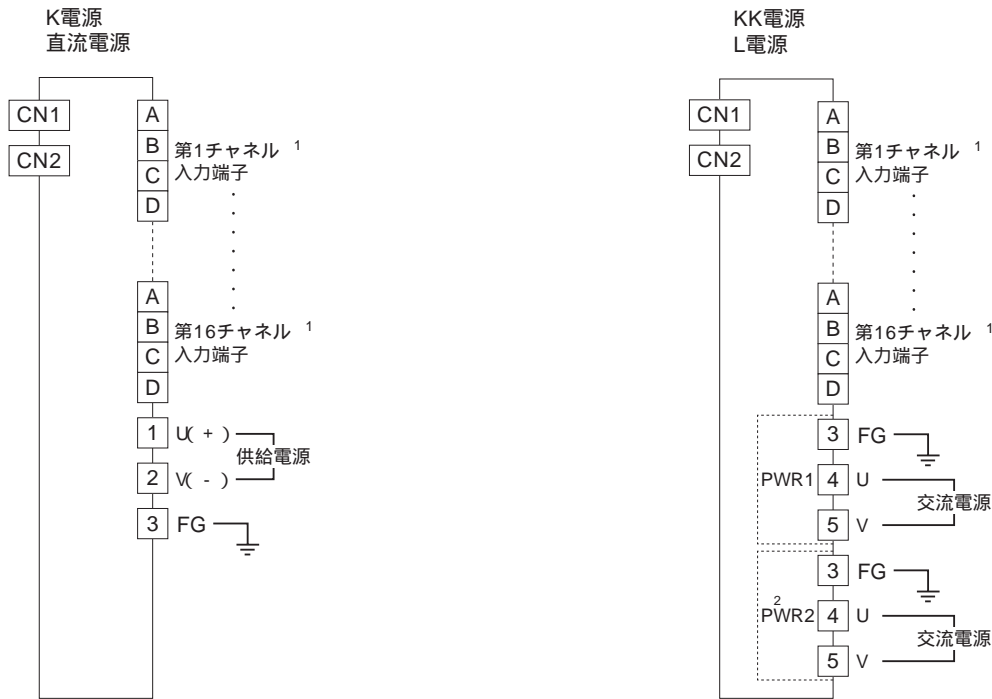 K電源
直流電源
CN1
CN2
A
B
C
D
第1チャネル 1
入力端子
A
B
C
D
第16チャネル 1
入力端子
1 U( + )
供給電源
2 V( - )
3 FG
KK電源
L電源
CN1
CN2
A
B
C
D
第1チャネル 1
入力端子
A
B
C
D
第16チャネル 1
入力端子
PWR1
3 FG
4 U
交流電源
5 V
2
PWR2
3 FG
4 U
交流電源
5 V